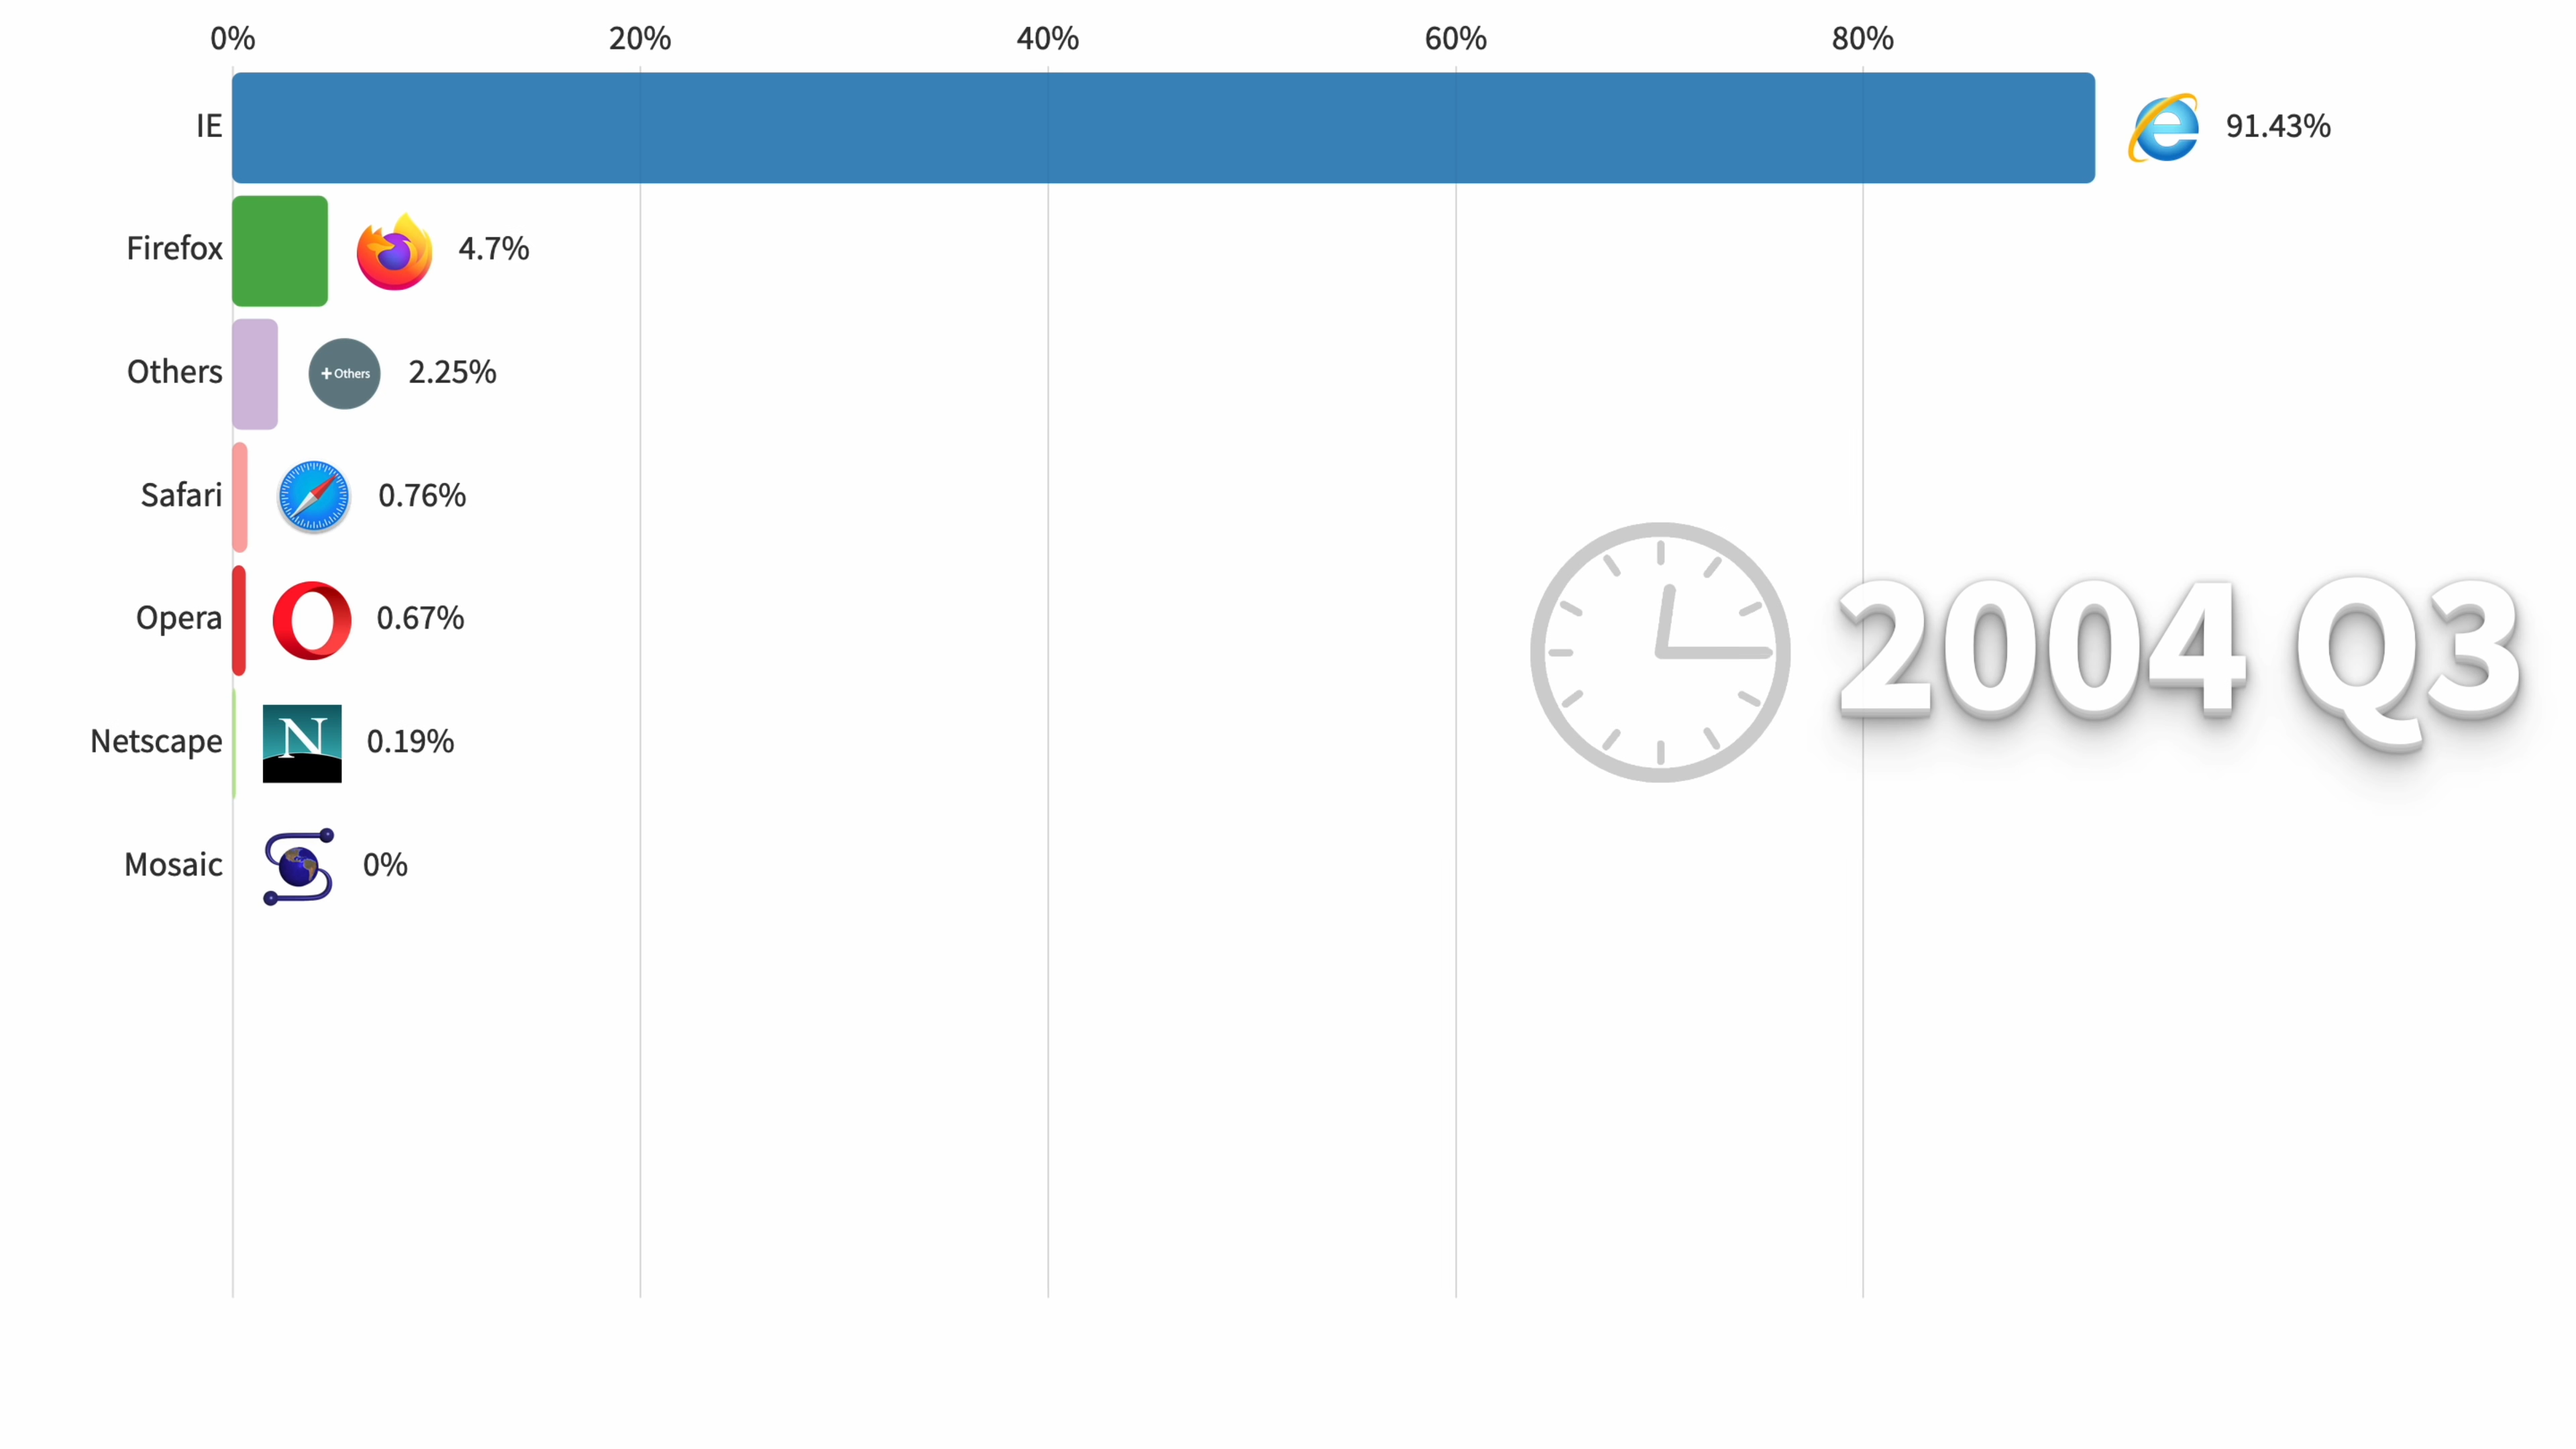 0% 20% 40% 60% 80%
IE e 91.43%
Firefox 4.7%
Others +Others 2.25%
Safari 0.76%
Opera 0.67%
Netscape N 0.19%
Mosaic 0%
2004 Q3